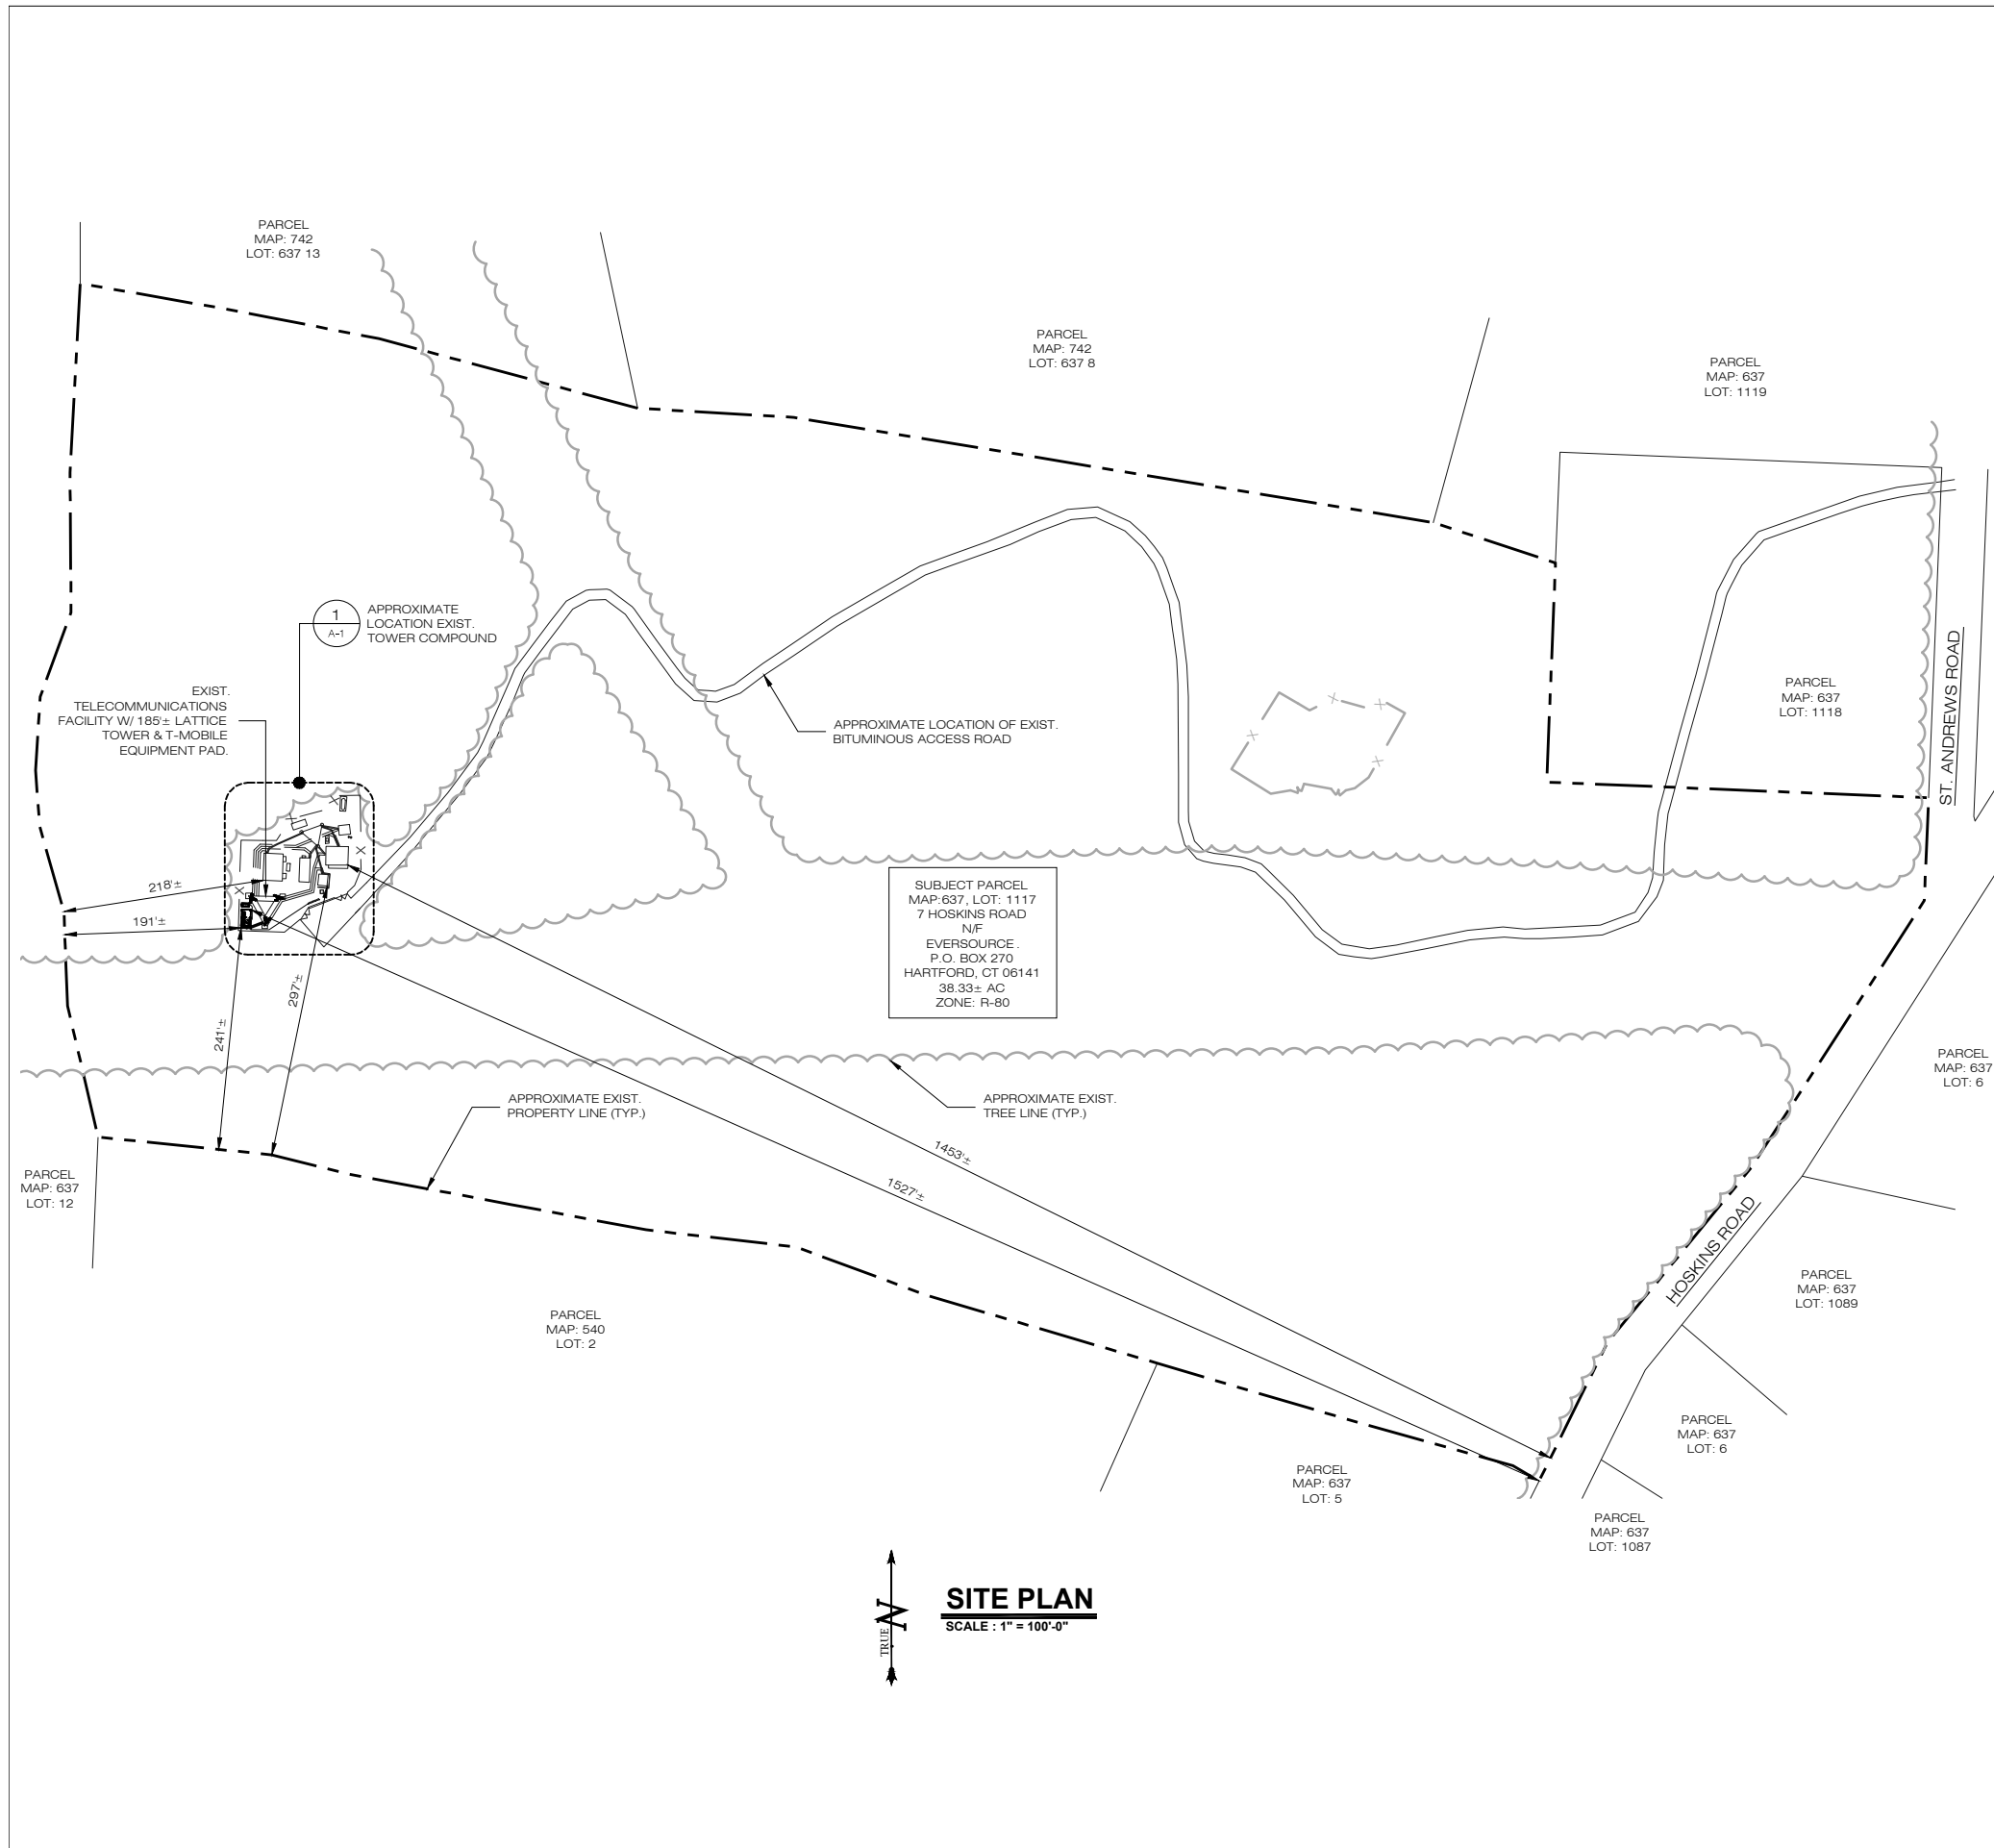 PARCEL
MAP: 742
LOT: 637 13
PARCEL
MAP: 742
LOT: 637 8
PARCEL
MAP: 637
LOT: 1119
1
A-1
APPROXIMATE
LOCATION EXIST.
TOWER COMPOUND
EXIST.
TELECOMMUNICATIONS
FACILITY W/ 185'± LATTICE
TOWER & T-MOBILE
EQUIPMENT PAD.
APPROXIMATE LOCATION OF EXIST.
BITUMINOUS ACCESS ROAD
PARCEL
MAP: 637
LOT: 1118
ST. ANDREWS ROAD
218'±
191'±
241'±
297'±
SUBJECT PARCEL
MAP:637, LOT: 1117
7 HOSKINS ROAD
N/F
EVERSOURCE .
P.O. BOX 270
HARTFORD, CT 06141
38.33± AC
ZONE: R-80
PARCEL
MAP: 637
LOT: 6
APPROXIMATE EXIST.
PROPERTY LINE (TYP.)
APPROXIMATE EXIST.
TREE LINE (TYP.)
1453'±
1527'±
PARCEL
MAP: 637
LOT: 12
HOSKINS ROAD
PARCEL
MAP: 637
LOT: 1089
PARCEL
MAP: 540
LOT: 2
PARCEL
MAP: 637
LOT: 6
PARCEL
MAP: 637
LOT: 5
PARCEL
MAP: 637
LOT: 1087
TRUE
N
SITE PLAN
SCALE : 1" = 100'-0"